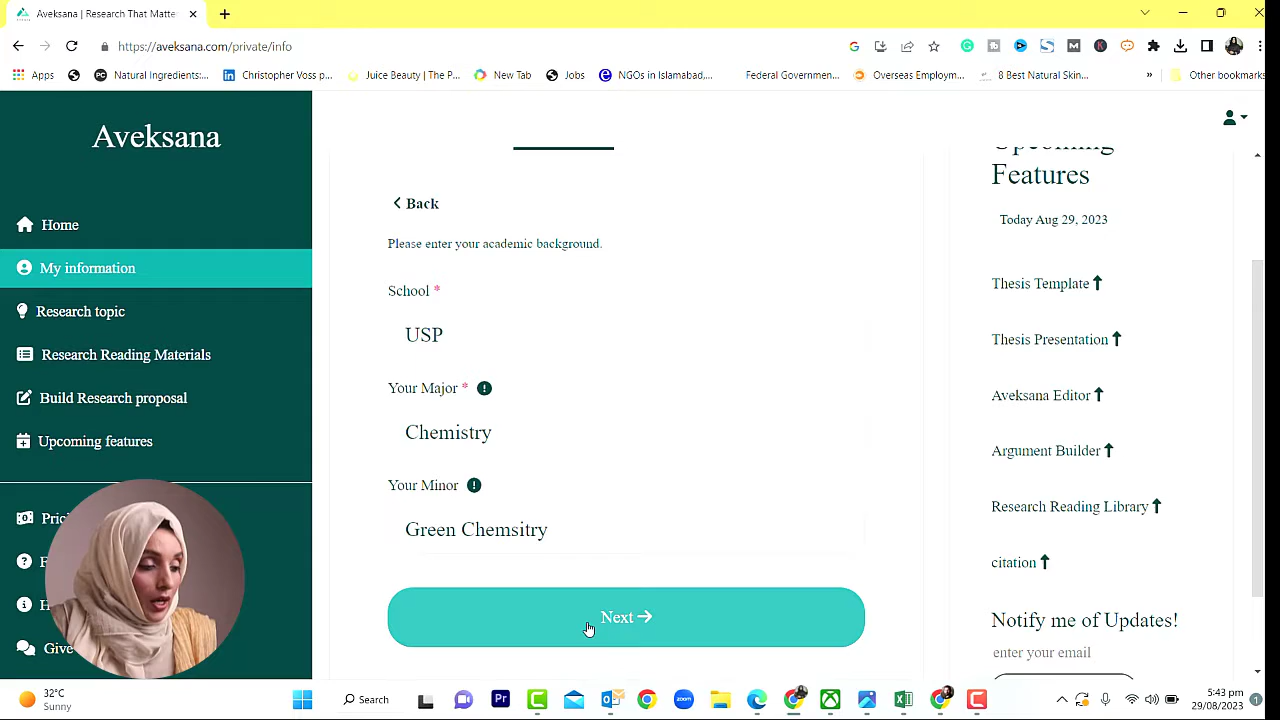 Aveksana | Research That Matte
https://aveksana.com/private/info
Apps
Natural Ingredients:...
Christopher Voss p...
Juice Beauty | The P...
New Tab
Jobs
NGOs in Islamabad,...
Federal Governmen...
Overseas Employm...
8 Best Natural Skin...
»
Other bookmarks
Aveksana
Home
My information
Research topic
Research Reading Materials
Build Research proposal
Upcoming features
Give
Back
Please enter your academic background.
School *
USP
Your Major *
Chemistry
Your Minor
Green Chemsitry
Next
Upcoming
Features
Today Aug 29, 2023
Thesis Template
Thesis Presentation
Aveksana Editor
Argument Builder
Research Reading Library
citation
Notify me of Updates!
enter your email
32°C
Sunny
Search
5:43 pm
29/08/2023